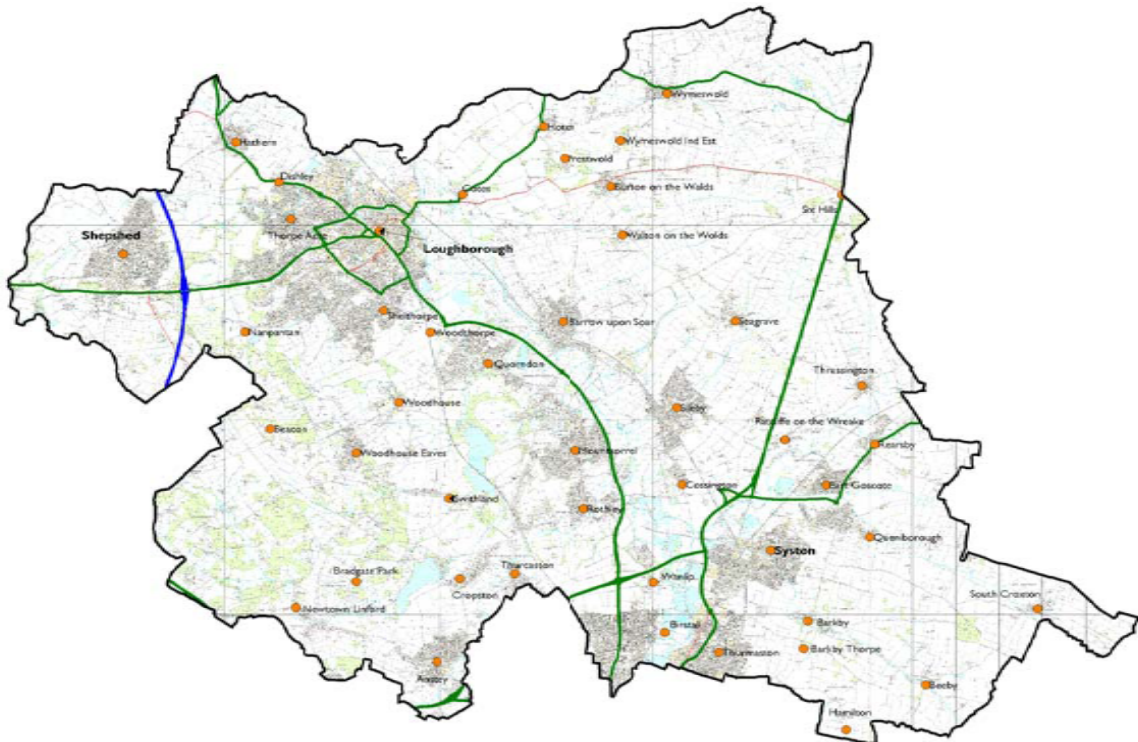 Wymeswold
Hoton
Hathern
Wymeswold Ind Est
Prestwold
Dishley
Burton on the Wolds
Cotes
Six Hills
Thorpe Acre
Shepshed
Walton on the Wolds
Loughborough
Shelthorpe
Barrow upon Soar
Seagrave
Nanpantan
Woodthorpe
Quorndon
Thrussington
Woodhouse
Sileby
Ratcliffe on the Wreake
Beacon
Rearsby
Woodhouse Eaves
Mountsorrel
Cossington
East Goscote
Swithland
Rothley
Queniborough
Syston
Thurcaston
Bradgate Park
Wanlip
Cropston
Newtown Linford
South Croxton
Birstall
Barkby
Barkby Thorpe
Thurmaston
Anstey
Beeby
Hamilton